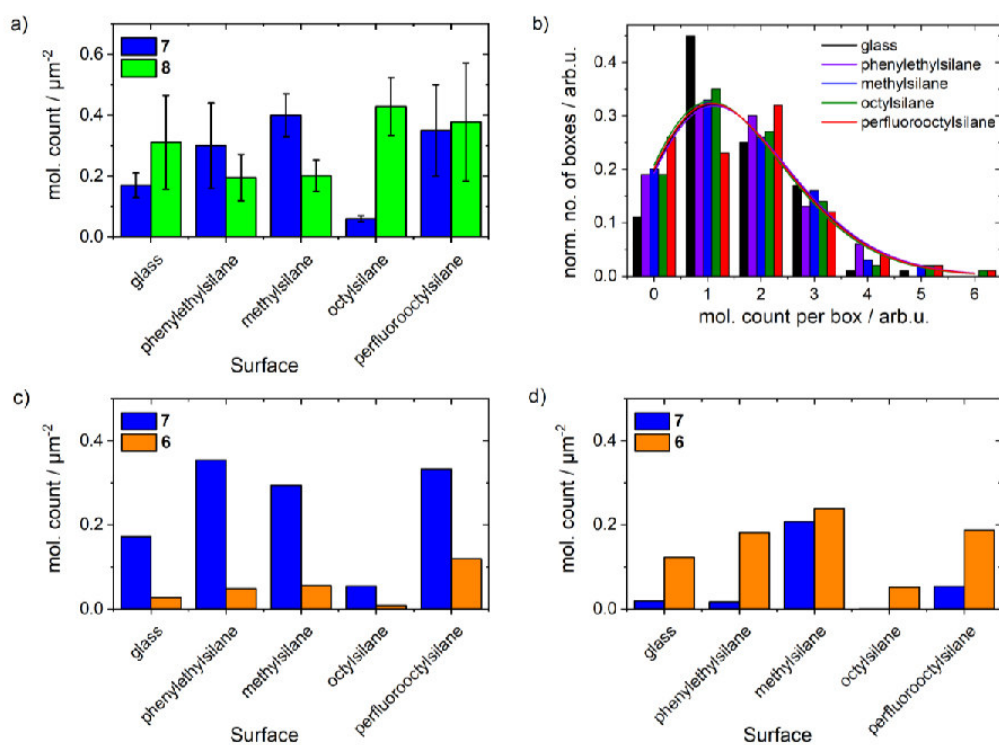 a)
mol. count / µm⁻²
0.6
0.4
0.2
0.0
7
8
glass
phenylethylsilane
methylsilane
octylsilane
perfluorooctylsilane
Surface
b)
norm. no. of boxes / arb.u.
0.4
0.3
0.2
0.1
0.0
glass
phenylethylsilane
methylsilane
octylsilane
perfluorooctylsilane
0 1 2 3 4 5 6
mol. count per box / arb.u.
c)
mol. count / µm⁻²
0.4
0.2
0.0
7
6
glass
phenylethylsilane
methylsilane
octylsilane
perfluorooctylsilane
Surface
d)
mol. count / µm⁻²
0.4
0.2
0.0
7
6
glass
phenylethylsilane
methylsilane
octylsilane
perfluorooctylsilane
Surface